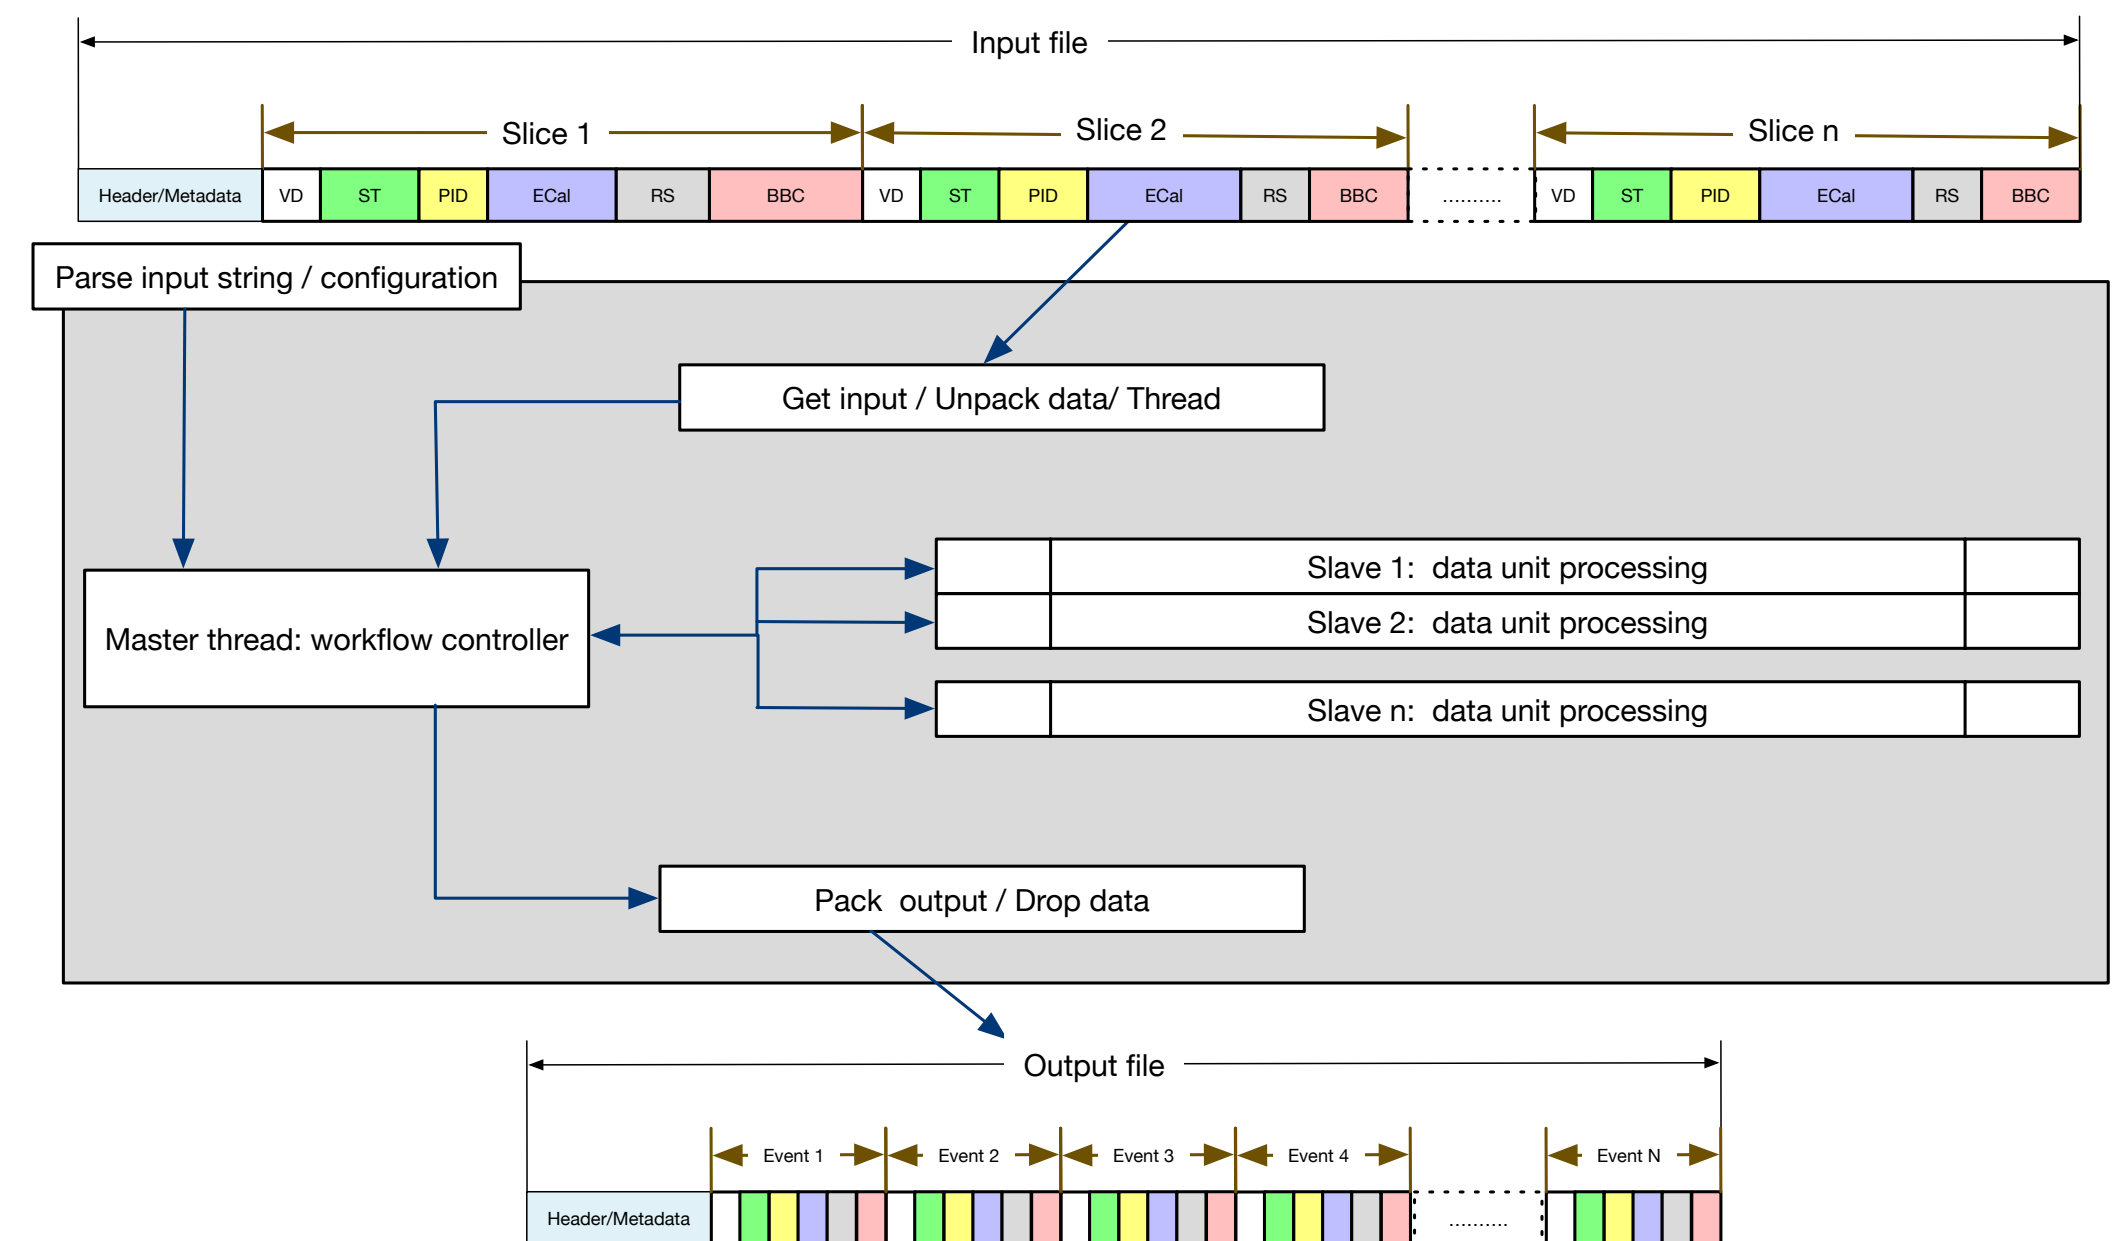 Input file
Slice 1 Slice 2 Slice n
Header/Metadata VD ST PID ECal RS BBC VD ST PID ECal RS BBC .......... VD ST PID ECal RS BBC
Parse input string / configuration
Get input / Unpack data/ Thread
Slave 1: data unit processing
Slave 2: data unit processing
Master thread: workflow controller
Slave n: data unit processing
Pack output / Drop data
Output file
Event 1 Event 2 Event 3 Event 4 Event N
Header/Metadata ..........